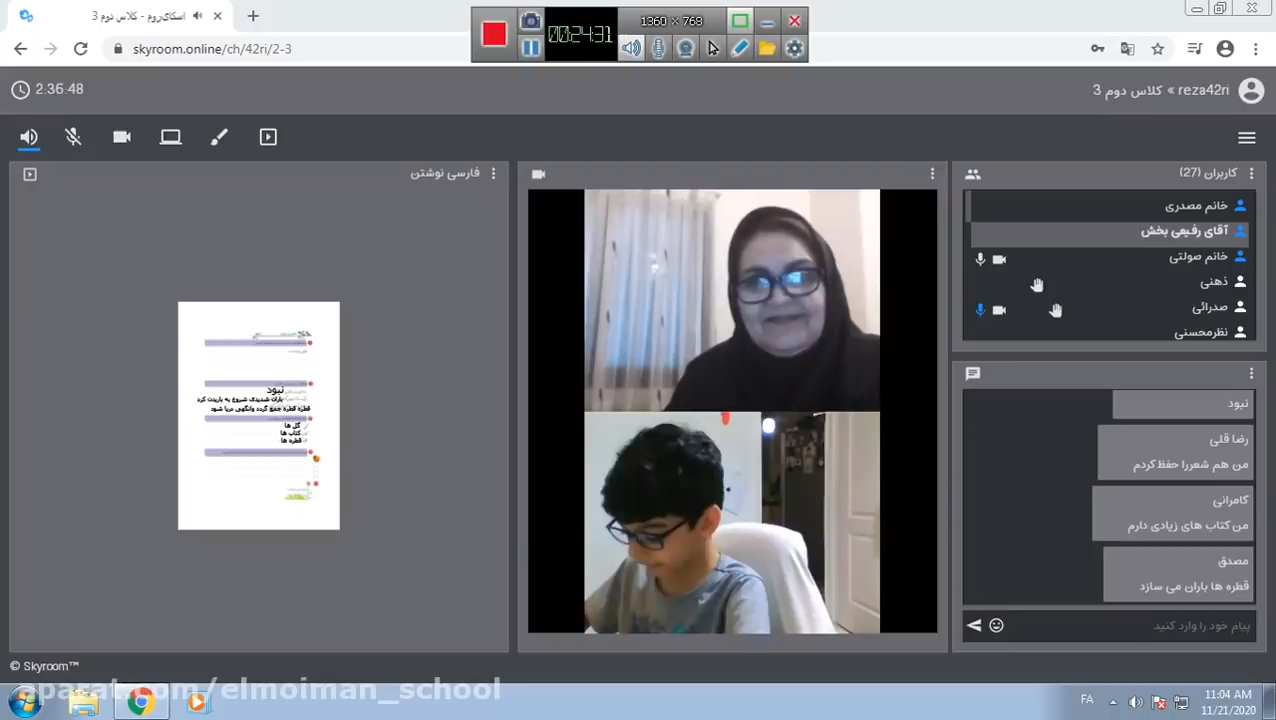 اسکای‌روم - کلاس دوم 3
1360 × 768
00:24:31
skyroom.online/ch/42ri/2-3
2:36:48
reza42ri » کلاس دوم 3
فارسی نوشتن
نبود
باران شدیدی شروع به باریدن کرد
قطره قطره جمع گردد وانگهی دریا شود
گل ها
کتاب ها
قطره ها
کاربران (27)
خانم مصدری
آقای رفیعی بخش
خانم صولتی
ذهنی
صدرائی
نظرمحسنی
نبود
رضا قلی
من هم شعررا حفظ کردم
کامرانی
من کتاب های زیادی دارم
مصدق
قطره ها باران می سازد
پیام خود را وارد کنید
© Skyroom™
aparat.com/elmoiman_school
FA
11:04 AM
11/21/2020